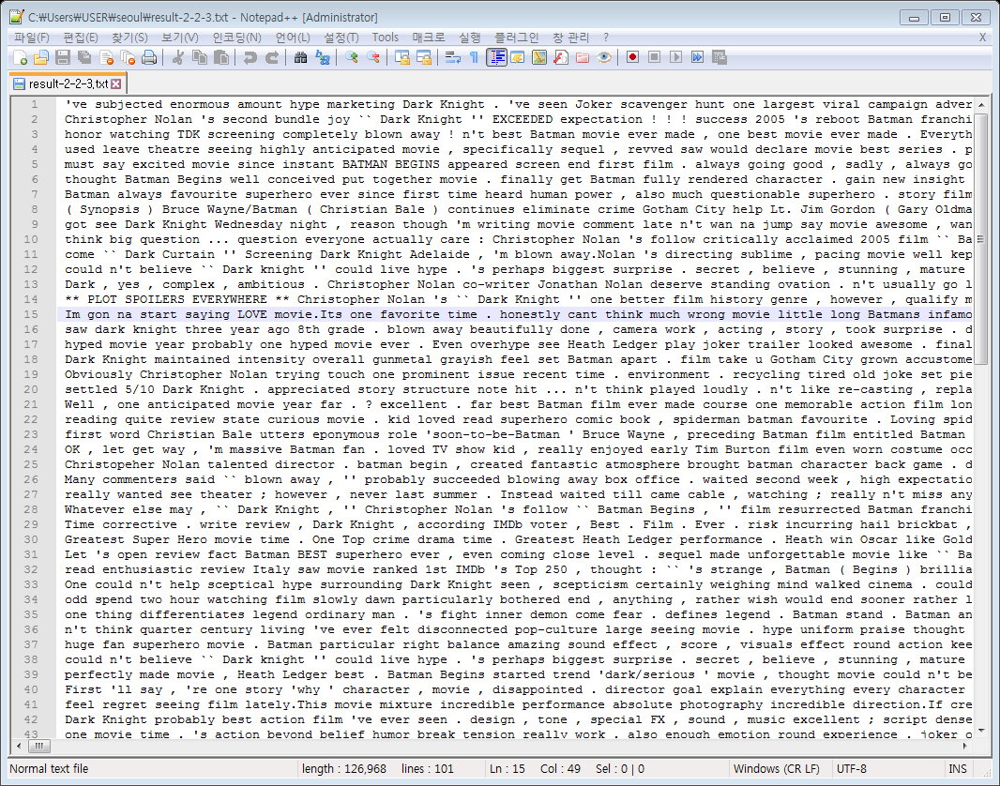 C:₩Users₩USER₩seoul₩result-2-2-3.txt - Notepad++ [Administrator]
파일(F) 편집(E) 찾기(S) 보기(V) 인코딩(N) 언어(L) 설정(T) Tools 매크로 실행 플러그인 창 관리 ? X
result-2-2-3.txt
1 've subjected enormous amount hype marketing Dark Knight . 've seen Joker scavenger hunt one largest viral campaign adver
2 Christopher Nolan 's second bundle joy `` Dark Knight '' EXCEEDED expectation ! ! ! success 2005 's reboot Batman franchi
3 honor watching TDK screening completely blown away ! n't best Batman movie ever made , one best movie ever made . Everyth
4 used leave theatre seeing highly anticipated movie , specifically sequel , revved saw would declare movie best series . p
5 must say excited movie since instant BATMAN BEGINS appeared screen end first film . always going good , sadly , always go
6 thought Batman Begins well conceived put together movie . finally get Batman fully rendered character . gain new insight
7 Batman always favourite superhero ever since first time heard human power , also much questionable superhero . story film
8 ( Synopsis ) Bruce Wayne/Batman ( Christian Bale ) continues eliminate crime Gotham City help Lt. Jim Gordon ( Gary Oldma
9 got see Dark Knight Wednesday night , reason though 'm writing movie comment late n't wan na jump say movie awesome , wan
10 think big question ... question everyone actually care : Christopher Nolan 's follow critically acclaimed 2005 film `` Ba
11 come `` Dark Curtain '' Screening Dark Knight Adelaide , 'm blown away.Nolan 's directing sublime , pacing movie well kep
12 could n't believe `` Dark knight '' could live hype . 's perhaps biggest surprise . secret , believe , stunning , mature
13 Dark , yes , complex , ambitious . Christopher Nolan co-writer Jonathan Nolan deserve standing ovation . n't usually go l
14 ** PLOT SPOILERS EVERYWHERE ** Christopher Nolan 's `` Dark Knight '' one better film history genre , however , qualify m
15 Im gon na start saying LOVE movie.Its one favorite time . honestly cant think much wrong movie little long Batmans infamo
16 saw dark knight three year ago 8th grade . blown away beautifully done , camera work , acting , story , took surprise . d
17 hyped movie year probably one hyped movie ever . Even overhype see Heath Ledger play joker trailer looked awesome . final
18 Dark Knight maintained intensity overall gunmetal grayish feel set Batman apart . film take u Gotham City grown accustome
19 Obviously Christopher Nolan trying touch one prominent issue recent time . environment . recycling tired old joke set pie
20 settled 5/10 Dark Knight . appreciated story structure note hit ... n't think played loudly . n't like re-casting , repla
21 Well , one anticipated movie year far . ? excellent . far best Batman film ever made course one memorable action film lon
22 reading quite review state curious movie . kid loved read superhero comic book , spiderman batman favourite . Loving spid
23 first word Christian Bale utters eponymous role 'soon-to-be-Batman ' Bruce Wayne , preceding Batman film entitled Batman
24 OK , let get way , 'm massive Batman fan . loved TV show kid , really enjoyed early Tim Burton film even worn costume occ
25 Christopeher Nolan talented director . batman begin , created fantastic atmosphere brought batman character back game . d
26 Many commenters said `` blown away , '' probably succeeded blowing away box office . waited second week , high expectatio
27 really wanted see theater ; however , never last summer . Instead waited till came cable , watching ; really n't miss any
28 Whatever else may , `` Dark Knight , '' Christopher Nolan 's follow `` Batman Begins , '' film resurrected Batman franchi
29 Time corrective . write review , Dark Knight , according IMDb voter , Best . Film . Ever . risk incurring hail brickbat ,
30 Greatest Super Hero movie time . One Top crime drama time . Greatest Heath Ledger performance . Heath win Oscar like Gold
31 Let 's open review fact Batman BEST superhero ever , even coming close level . sequel made unforgettable movie like `` Ba
32 read enthusiastic review Italy saw movie ranked 1st IMDb 's Top 250 , thought : `` 's strange , Batman ( Begins ) brillia
33 One could n't help sceptical hype surrounding Dark Knight seen , scepticism certainly weighing mind walked cinema . could
34 odd spend two hour watching film slowly dawn particularly bothered end , anything , rather wish would end sooner rather l
35 one thing differentiates legend ordinary man . 's fight inner demon come fear . defines legend . Batman stand . Batman an
36 n't think quarter century living 've ever felt disconnected pop-culture large seeing movie . hype uniform praise thought
37 huge fan superhero movie . Batman particular right balance amazing sound effect , score , visuals effect round action kee
38 could n't believe `` Dark knight '' could live hype . 's perhaps biggest surprise . secret , believe , stunning , mature
39 perfectly made movie , Heath Ledger best . Batman Begins started trend 'dark/serious ' movie , thought movie could n't be
40 First 'll say , 're one story 'why ' character , movie , disappointed . director goal explain everything every character
41 feel regret seeing film lately.This movie mixture incredible performance absolute photography incredible direction.If cre
42 Dark Knight probably best action film 've ever seen . design , tone , special FX , sound , music excellent ; script dense
43 one movie time . 's action beyond belief humor break tension really work . also enough emotion round experience . joker o
Normal text file length : 126,968 lines : 101 Ln : 15 Col : 49 Sel : 0 | 0 Windows (CR LF) UTF-8 INS